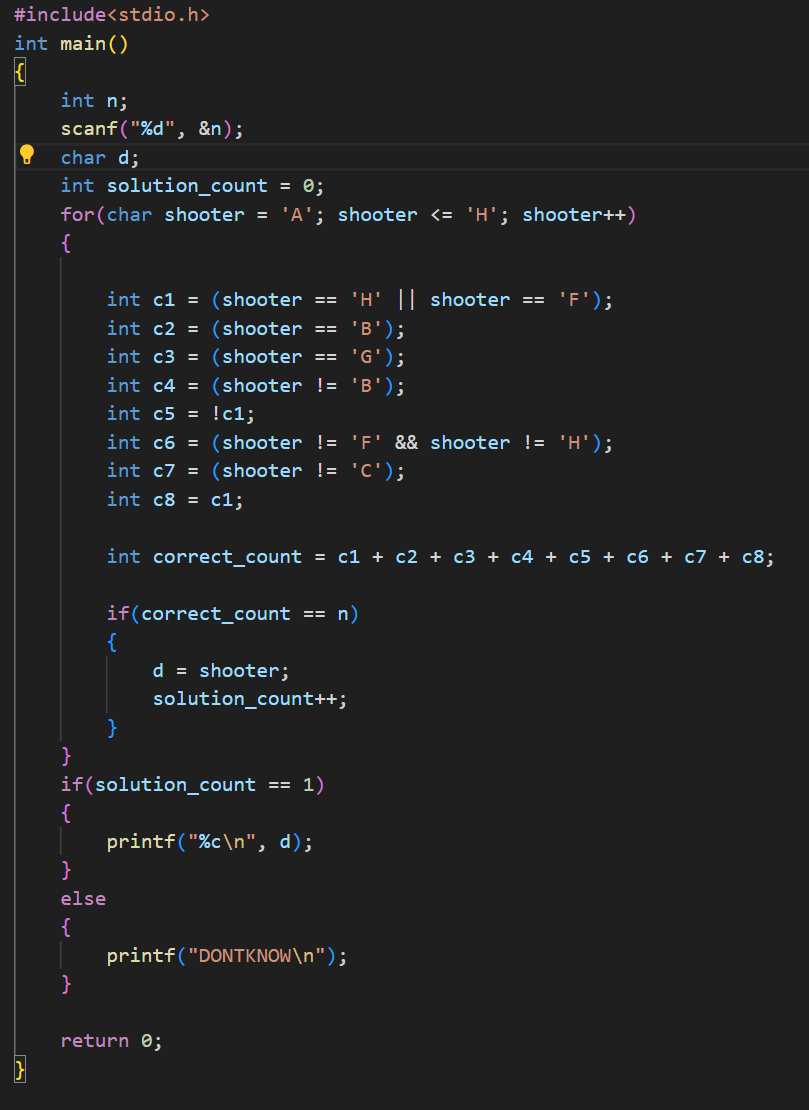 #include<stdio.h>
int main()
{
    int n;
    scanf("%d", &n);
    char d;
    int solution_count = 0;
    for(char shooter = 'A'; shooter <= 'H'; shooter++)
    {

        int c1 = (shooter == 'H' || shooter == 'F');
        int c2 = (shooter == 'B');
        int c3 = (shooter == 'G');
        int c4 = (shooter != 'B');
        int c5 = !c1;
        int c6 = (shooter != 'F' && shooter != 'H');
        int c7 = (shooter != 'C');
        int c8 = c1;

        int correct_count = c1 + c2 + c3 + c4 + c5 + c6 + c7 + c8;

        if(correct_count == n)
        {
            d = shooter;
            solution_count++;
        }
    }
    if(solution_count == 1)
    {
        printf("%c\n", d);
    }
    else
    {
        printf("DONTKNOW\n");
    }

    return 0;
}